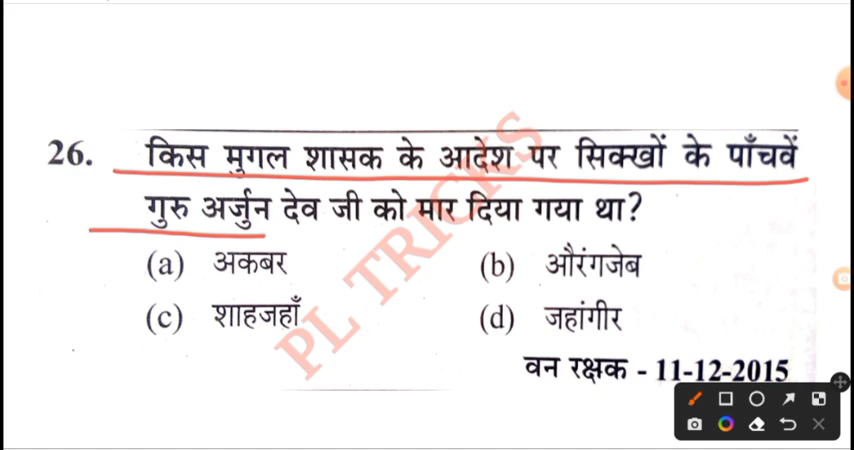 26. किस मुगल शासक के आदेश पर सिक्खों के पाँचवें
गुरु अर्जुन देव जी को मार दिया गया था?
(a) अकबर (b) औरंगजेब
(c) शाहजहाँ (d) जहांगीर
वन रक्षक - 11-12-2015
PL TRICKS